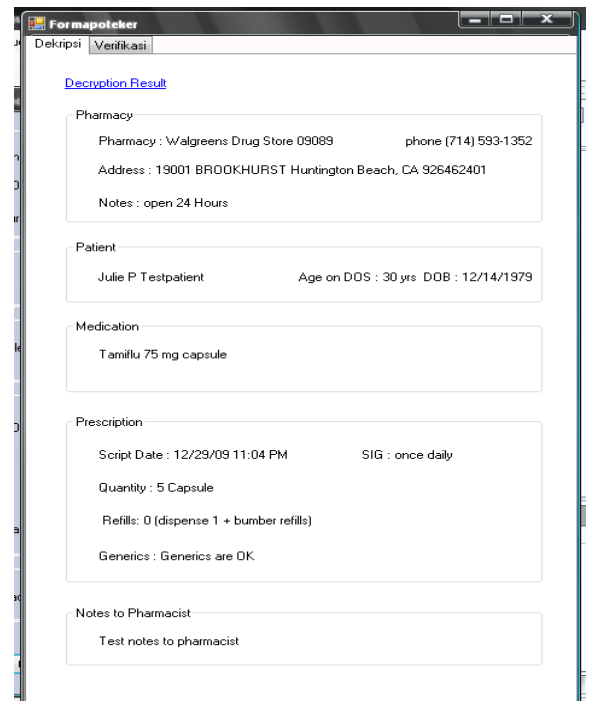 Formapoteker
Dekripsi Verifikasi
Decryption Result
Pharmacy
Pharmacy : Walgreens Drug Store 09089 phone (714) 593-1352
Address : 19001 BROOKHURST Huntington Beach, CA 926462401
Notes : open 24 Hours
Patient
Julie P Testpatient Age on DOS : 30 yrs DOB : 12/14/1979
Medication
Tamiflu 75 mg capsule
Prescription
Script Date : 12/29/09 11:04 PM SIG : once daily
Quantity : 5 Capsule
Refills: 0 (dispense 1 + bumber refills)
Generics : Generics are OK
Notes to Pharmacist
Test notes to pharmacist